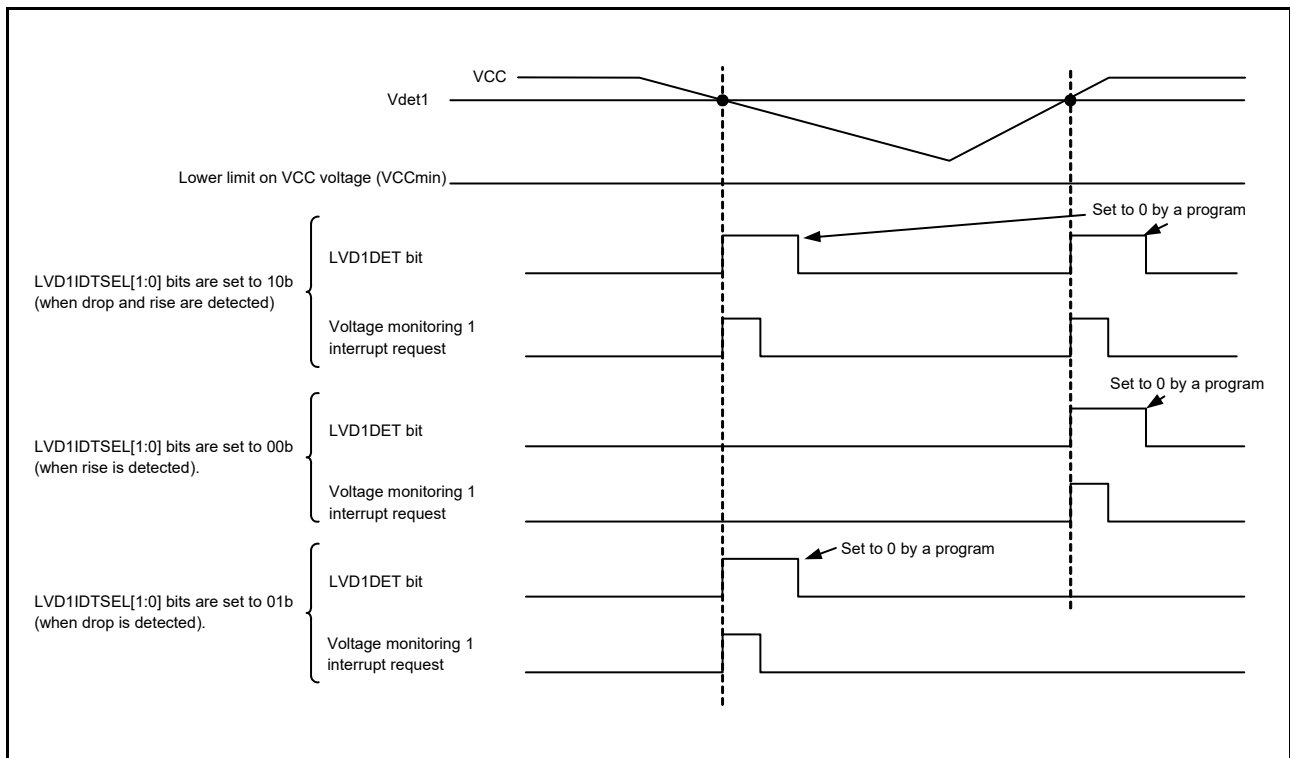 VCC
Vdet1
Lower limit on VCC voltage (VCCmin)
Set to 0 by a program
LVD1IDTSEL[1:0] bits are set to 10b
(when drop and rise are detected)
LVD1DET bit
Voltage monitoring 1
interrupt request
Set to 0 by a program
LVD1IDTSEL[1:0] bits are set to 00b
(when rise is detected).
LVD1DET bit
Voltage monitoring 1
interrupt request
Set to 0 by a program
LVD1IDTSEL[1:0] bits are set to 01b
(when drop is detected).
LVD1DET bit
Voltage monitoring 1
interrupt request